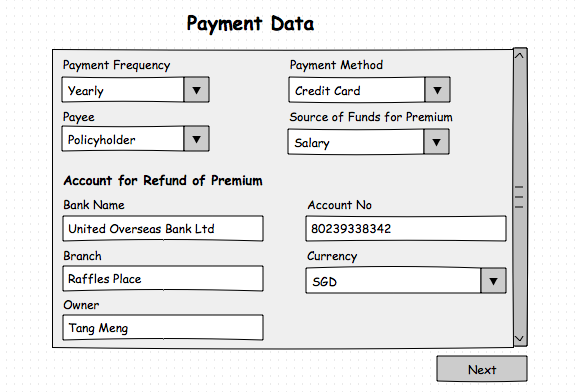 Payment Data
Payment Frequency
Payment Method
Yearly
Credit Card
Payee
Source of Funds for Premium
Policyholder
Salary
Account for Refund of Premium
Bank Name
Account No
United Overseas Bank Ltd
80239338342
Branch
Currency
Raffles Place
SGD
Owner
Tang Meng
Next